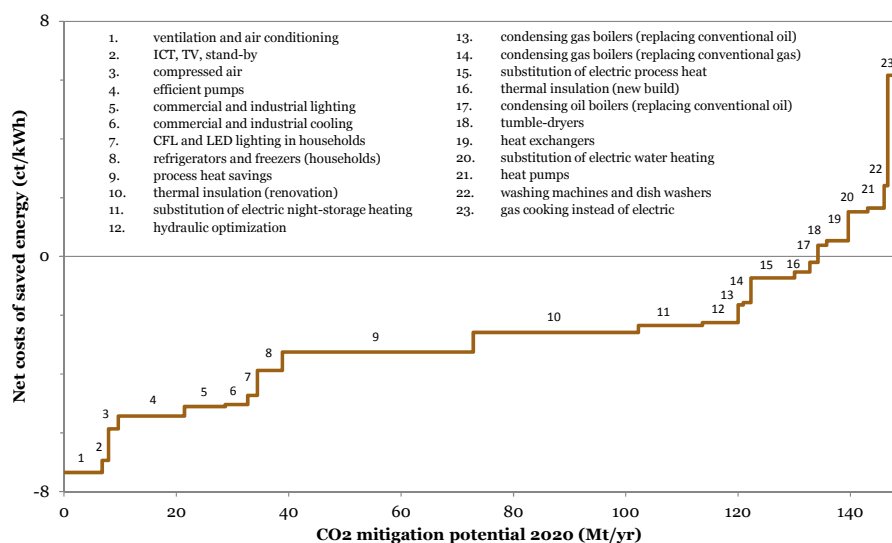 8
1. ventilation and air conditioning
2. ICT, TV, stand-by
3. compressed air
4. efficient pumps
5. commercial and industrial lighting
6. commercial and industrial cooling
7. CFL and LED lighting in households
8. refrigerators and freezers (households)
9. process heat savings
10. thermal insulation (renovation)
11. substitution of electric night-storage heating
12. hydraulic optimization
13. condensing gas boilers (replacing conventional oil)
14. condensing gas boilers (replacing conventional gas)
15. substitution of electric process heat
16. thermal insulation (new build)
17. condensing oil boilers (replacing conventional oil)
18. tumble-dryers
19. heat exchangers
20. substitution of electric water heating
21. heat pumps
22. washing machines and dish washers
23. gas cooking instead of electric
Net costs of saved energy (ct/kWh)
0
-8
1
2
3
4
5
6
7
8
9
10
11
12
13
14
15
16
17
18
19
20
21
22
23
0 20 40 60 80 100 120 140
CO2 mitigation potential 2020 (Mt/yr)